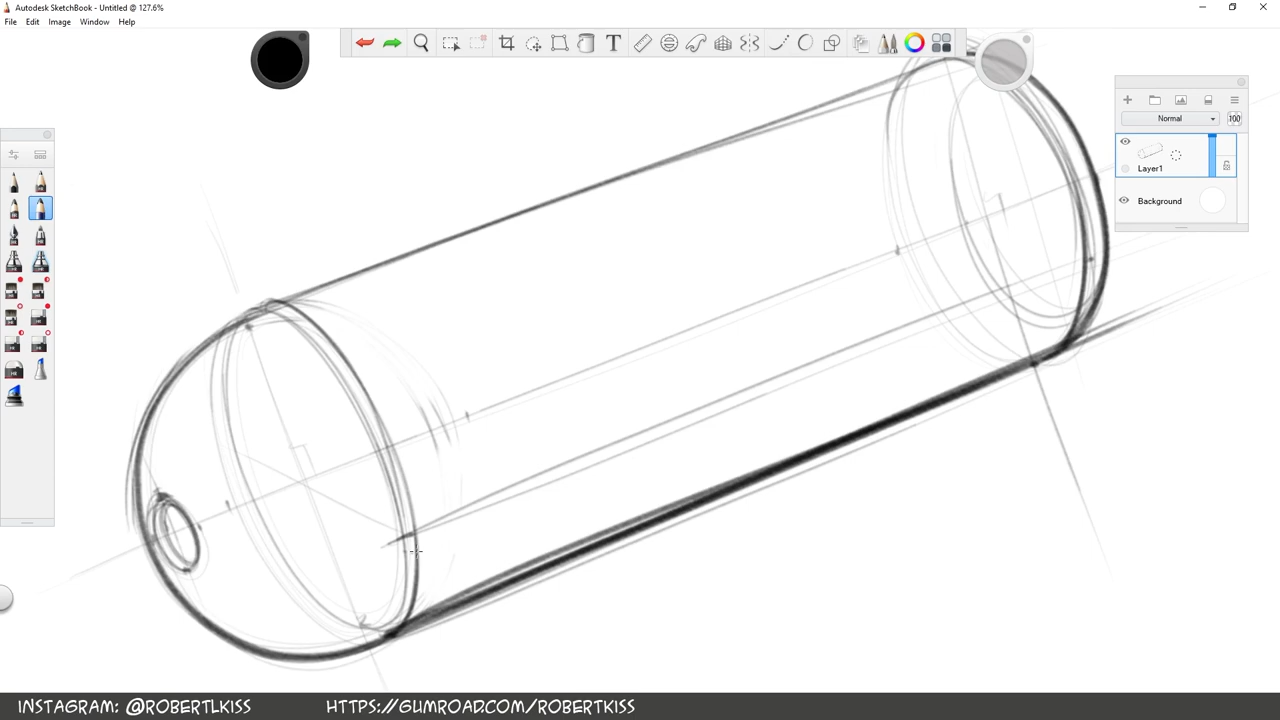 Autodesk SketchBook - Untitled @ 127.6%
File Edit Image Window Help
Normal
100
Layer1
Background
INSTAGRAM: @ROBERTLKISS HTTPS://GUMROAD.COM/ROBERTKISS